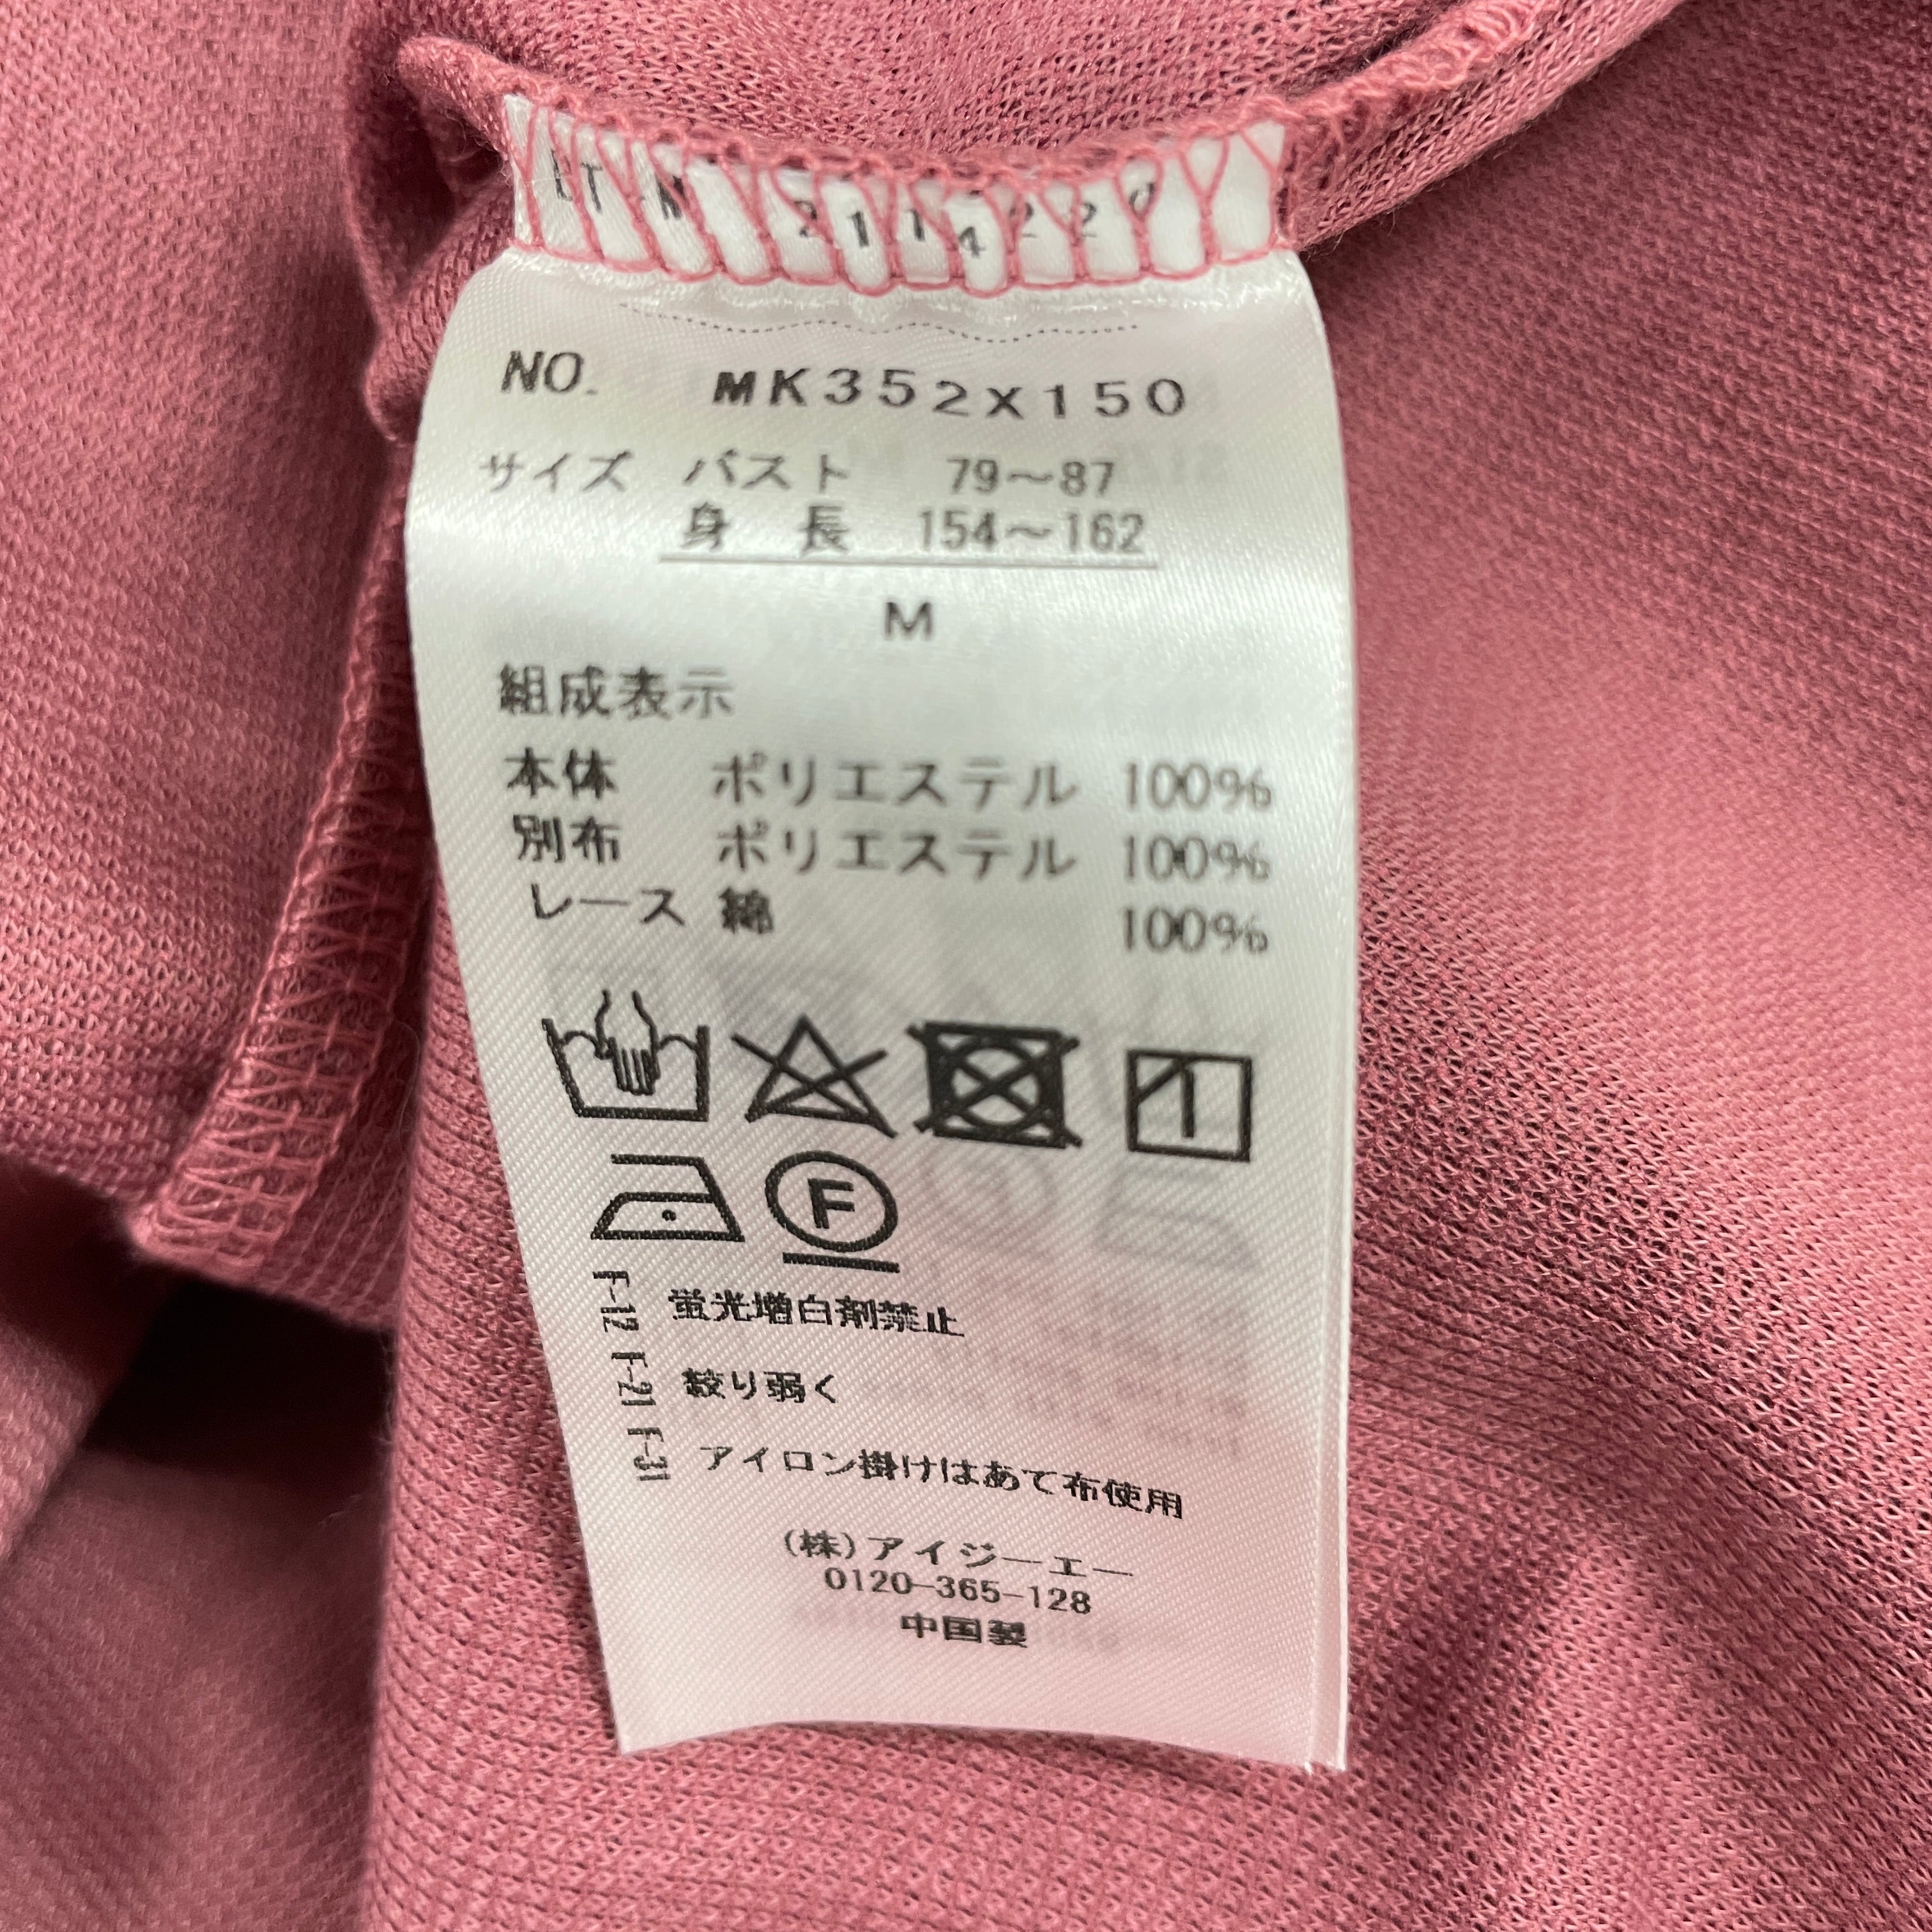 NO. MK352X150
サイズ バスト 79～87
身長 154～162
M
組成表示
本体 ポリエステル 100%
別布 ポリエステル 100%
レース 綿 100%
F
F-12 蛍光増白剤禁止
F-21 絞り弱く
F-31 アイロン掛けはあて布使用
(株)アイジーエー
0120-365-128
中国製